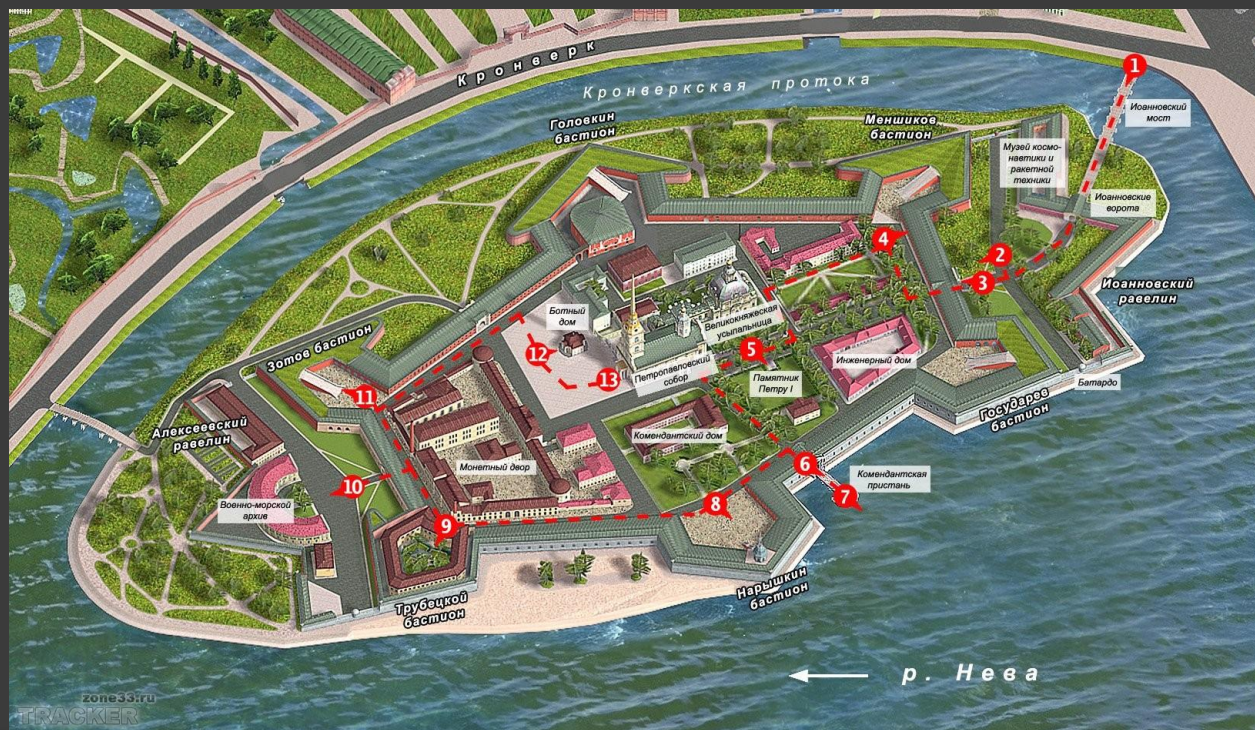 Кронверк
Кронверкская протока
1
Иоанновский
мост
Головкин
бастион
Меншиков
бастион
Музей космо-
навтики и
ракетной
техники
Иоанновские
ворота
4
2
3
Иоанновский
равелин
Ботный
дом
Великокняжеская
усыпальница
Зотов бастион
12
5
Инженерный дом
13
Петропавловский
собор
Памятник
Петру I
Батардо
11
Государев
бастион
Алексеевский
равелин
Комендантский дом
Монетный двор
6
Комендантская
пристань
10
7
Военно-морской
архив
8
9
Нарышкин
бастион
Трубецкой
бастион
р. Нева
zone33.ru
TRACKER